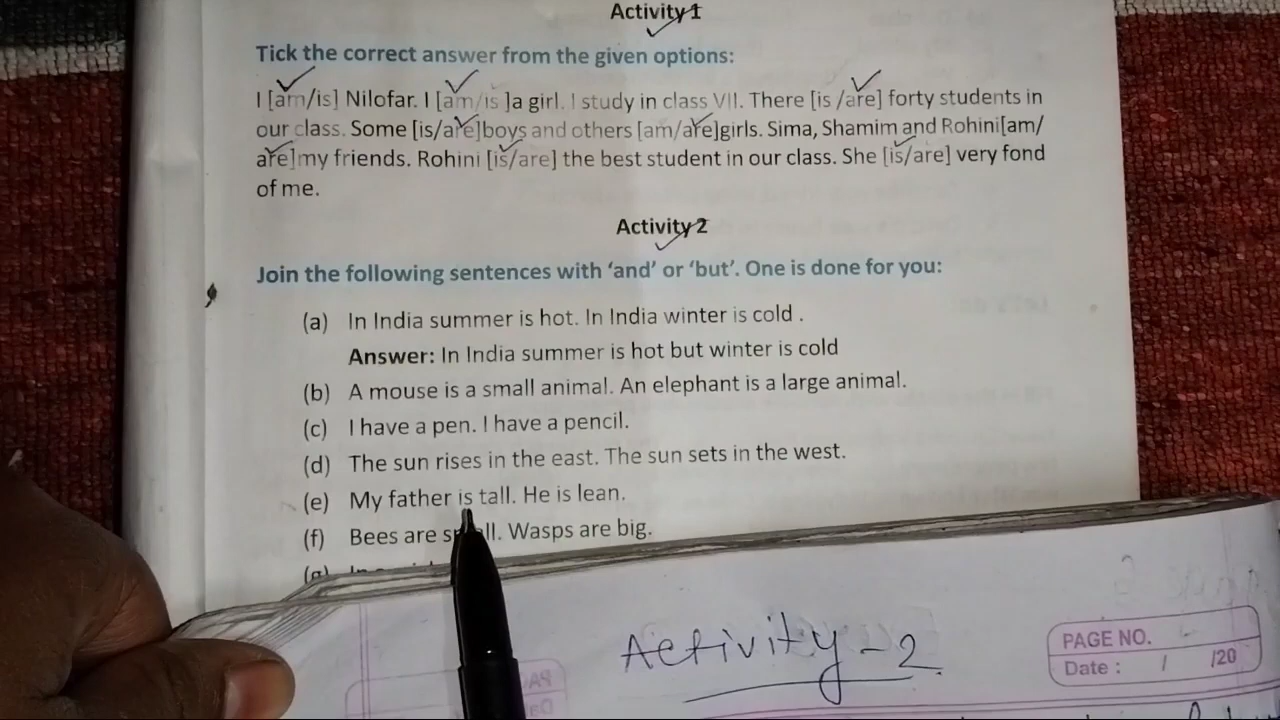 Activity 1
Tick the correct answer from the given options:
I [am/is] Nilofar. I [am/is ]a girl. I study in class VII. There [is /are] forty students in
our class. Some [is/are]boys and others [am/are]girls. Sima, Shamim and Rohini[am/
are]my friends. Rohini [is/are] the best student in our class. She [is/are] very fond
of me.
Activity 2
Join the following sentences with ‘and’ or ‘but’. One is done for you:
(a) In India summer is hot. In India winter is cold .
Answer: In India summer is hot but winter is cold
(b) A mouse is a small animal. An elephant is a large animal.
(c) I have a pen. I have a pencil.
(d) The sun rises in the east. The sun sets in the west.
(e) My father is tall. He is lean.
(f) Bees are small. Wasps are big.
(g)
Activity - 2
PAGE NO.
Date : / /20